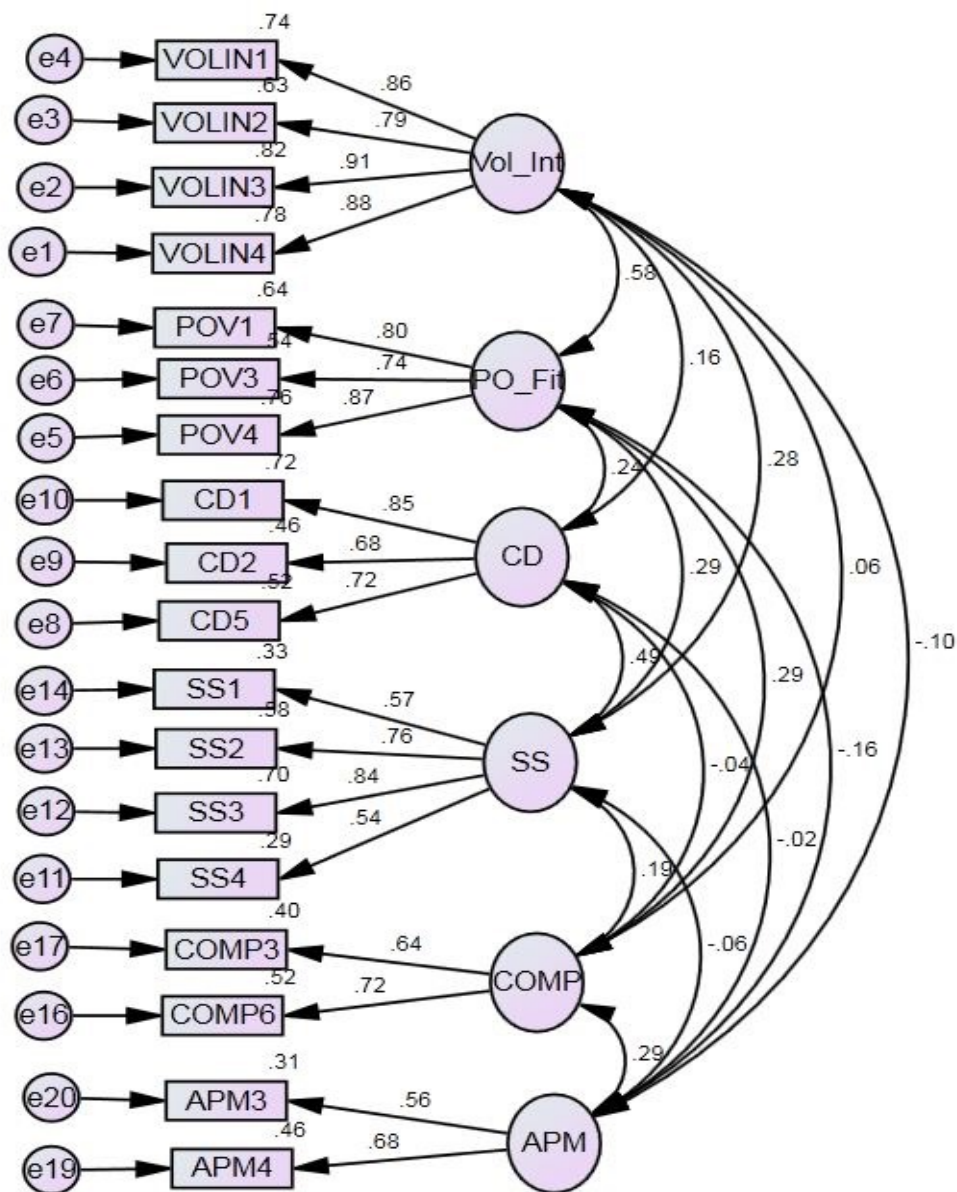 .74
e4 VOLIN1
.86
.63
e3 VOLIN2
.79
Vol_Int
.82
e2 VOLIN3
.91
.78
.88
e1 VOLIN4
.58
.64
e7 POV1
.80
.54
.16
e6 POV3
.74
PO_Fit
.76
e5 POV4
.87
.72
.28
.24
e10 CD1
.85
.46
e9 CD2
.68
CD
.29
.06
.52
e8 CD5
.72
.33
-.10
.49
.29
e14 SS1
.57
.58
e13 SS2
.76
SS
-.04
-.16
.70
e12 SS3
.84
.29
.54
-.02
.19
e11 SS4
.40
e17 COMP3
.64
-.06
.52
COMP
e16 COMP6
.72
.29
.31
e20 APM3
.56
.46
APM
e19 APM4
.68